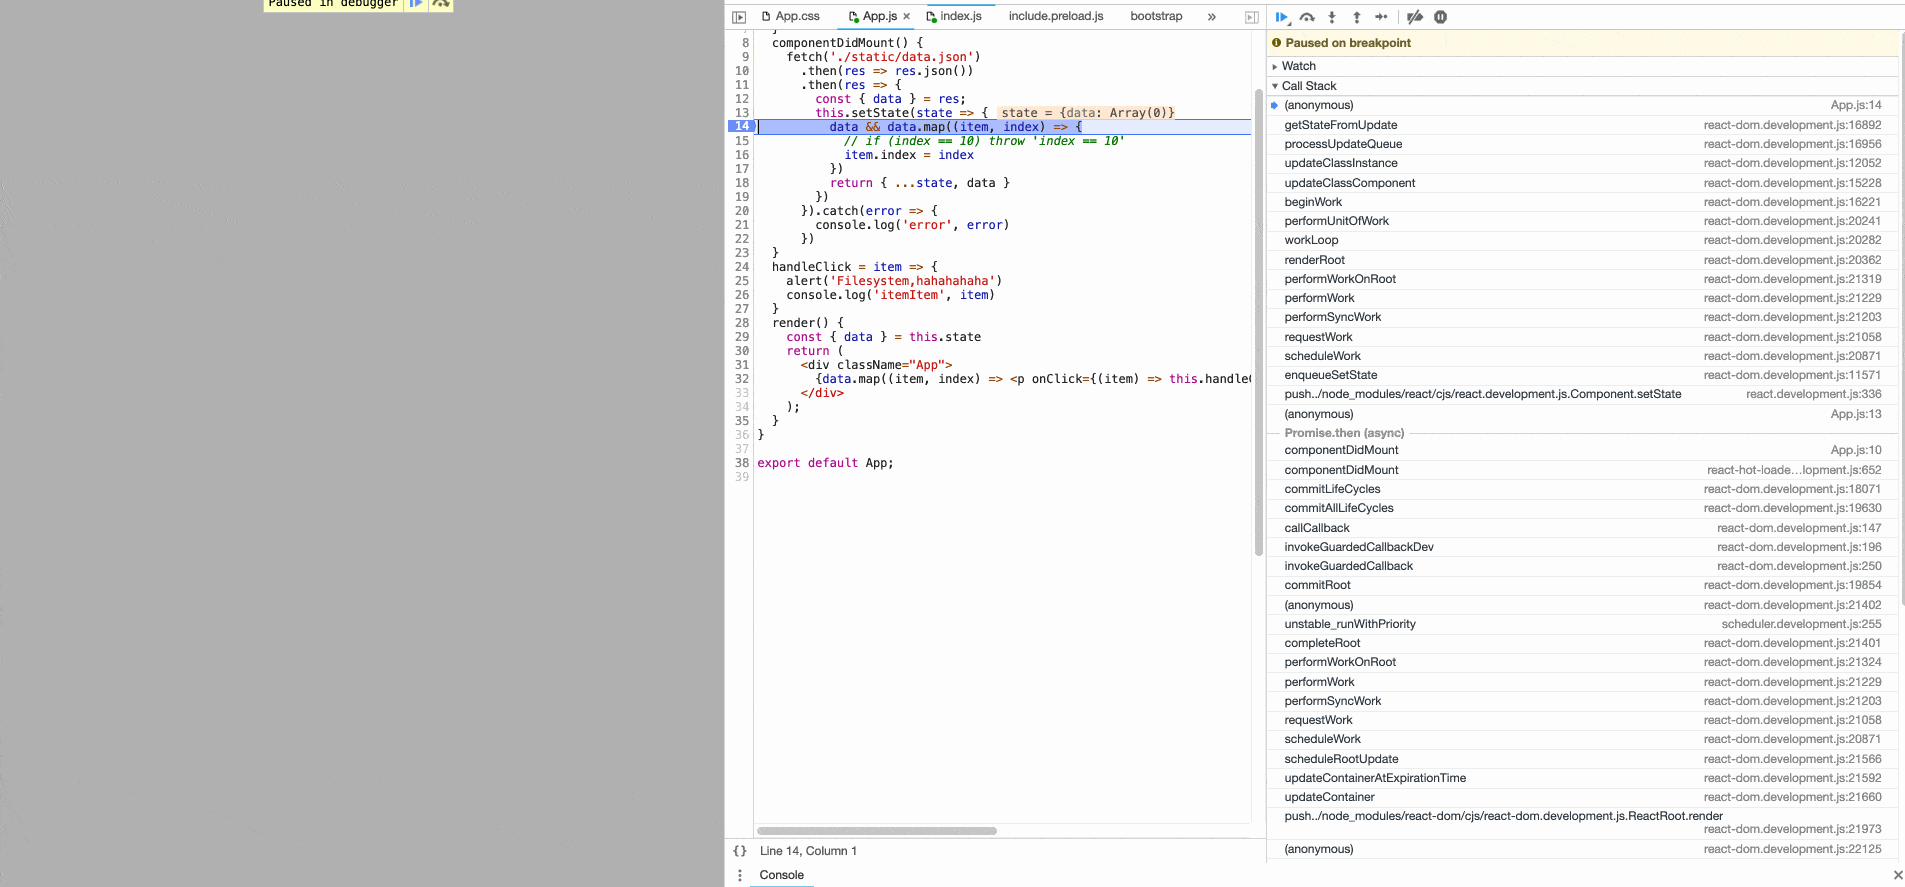 Paused in debugger
App.css
App.js ×
index.js
include.preload.js
bootstrap
»
8 componentDidMount() {
9 fetch('./static/data.json')
10 .then(res => res.json())
11 .then(res => {
12 const { data } = res;
13 this.setState(state => { state = {data: Array(0)}
14 data && data.map((item, index) => {
15 // if (index == 10) throw 'index == 10'
16 item.index = index
17 })
18 return { ...state, data }
19 })
20 }).catch(error => {
21 console.log('error', error)
22 })
23 }
24 handleClick = item => {
25 alert('Filesystem,hahahahaha')
26 console.log('itemItem', item)
27 }
28 render() {
29 const { data } = this.state
30 return (
31 <div className="App">
32 {data.map((item, index) => <p onClick={(item) => this.handle
33 </div>
34 );
35 }
36 }
37
38 export default App;
39
{} Line 14, Column 1
Console
Paused on breakpoint
Watch
Call Stack
(anonymous) App.js:14
getStateFromUpdate react-dom.development.js:16892
processUpdateQueue react-dom.development.js:16956
updateClassInstance react-dom.development.js:12052
updateClassComponent react-dom.development.js:15228
beginWork react-dom.development.js:16221
performUnitOfWork react-dom.development.js:20241
workLoop react-dom.development.js:20282
renderRoot react-dom.development.js:20362
performWorkOnRoot react-dom.development.js:21319
performWork react-dom.development.js:21229
performSyncWork react-dom.development.js:21203
requestWork react-dom.development.js:21058
scheduleWork react-dom.development.js:20871
enqueueSetState react-dom.development.js:11571
push../node_modules/react/cjs/react.development.js.Component.setState react.development.js:336
(anonymous) App.js:13
Promise.then (async)
componentDidMount App.js:10
componentDidMount react-hot-loade…lopment.js:652
commitLifeCycles react-dom.development.js:18071
commitAllLifeCycles react-dom.development.js:19630
callCallback react-dom.development.js:147
invokeGuardedCallbackDev react-dom.development.js:196
invokeGuardedCallback react-dom.development.js:250
commitRoot react-dom.development.js:19854
(anonymous) react-dom.development.js:21402
unstable_runWithPriority scheduler.development.js:255
completeRoot react-dom.development.js:21401
performWorkOnRoot react-dom.development.js:21324
performWork react-dom.development.js:21229
performSyncWork react-dom.development.js:21203
requestWork react-dom.development.js:21058
scheduleWork react-dom.development.js:20871
scheduleRootUpdate react-dom.development.js:21566
updateContainerAtExpirationTime react-dom.development.js:21592
updateContainer react-dom.development.js:21660
push../node_modules/react-dom/cjs/react-dom.development.js.ReactRoot.render
react-dom.development.js:21973
(anonymous) react-dom.development.js:22125